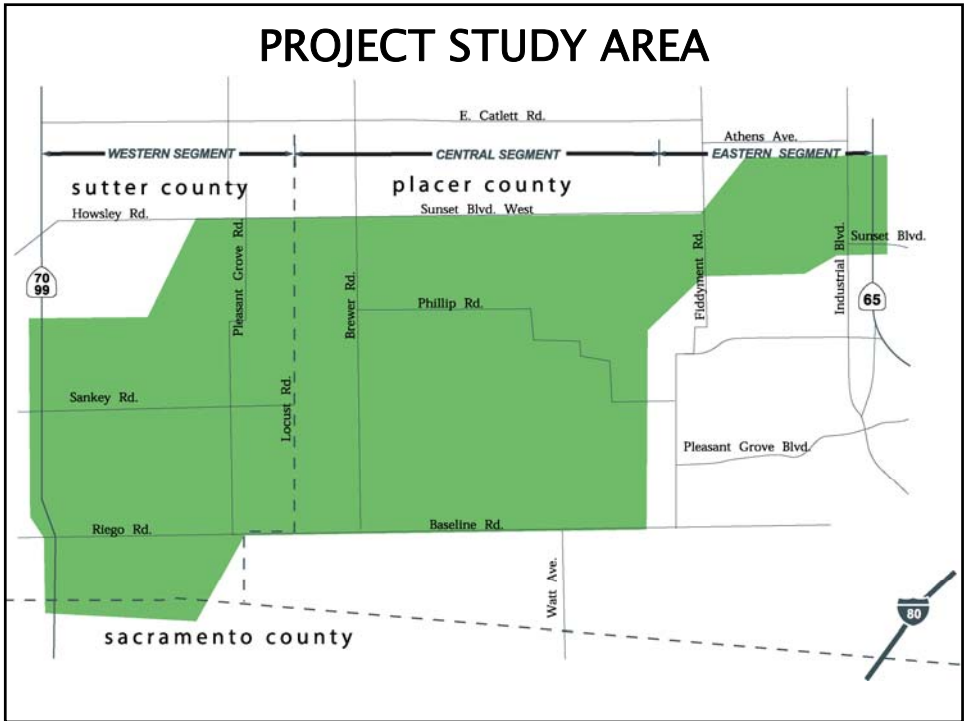 PROJECT STUDY AREA
E. Catlett Rd.
Athens Ave.
WESTERN SEGMENT
CENTRAL SEGMENT
EASTERN SEGMENT
sutter county
placer county
Howsley Rd.
Sunset Blvd. West
Pleasant Grove Rd.
Brewer Rd.
Fiddyment Rd.
Industrial Blvd.
Sunset Blvd.
70
99
Phillip Rd.
65
Sankey Rd.
Locust Rd.
Pleasant Grove Blvd.
Riego Rd.
Baseline Rd.
Watt Ave.
80
sacramento county